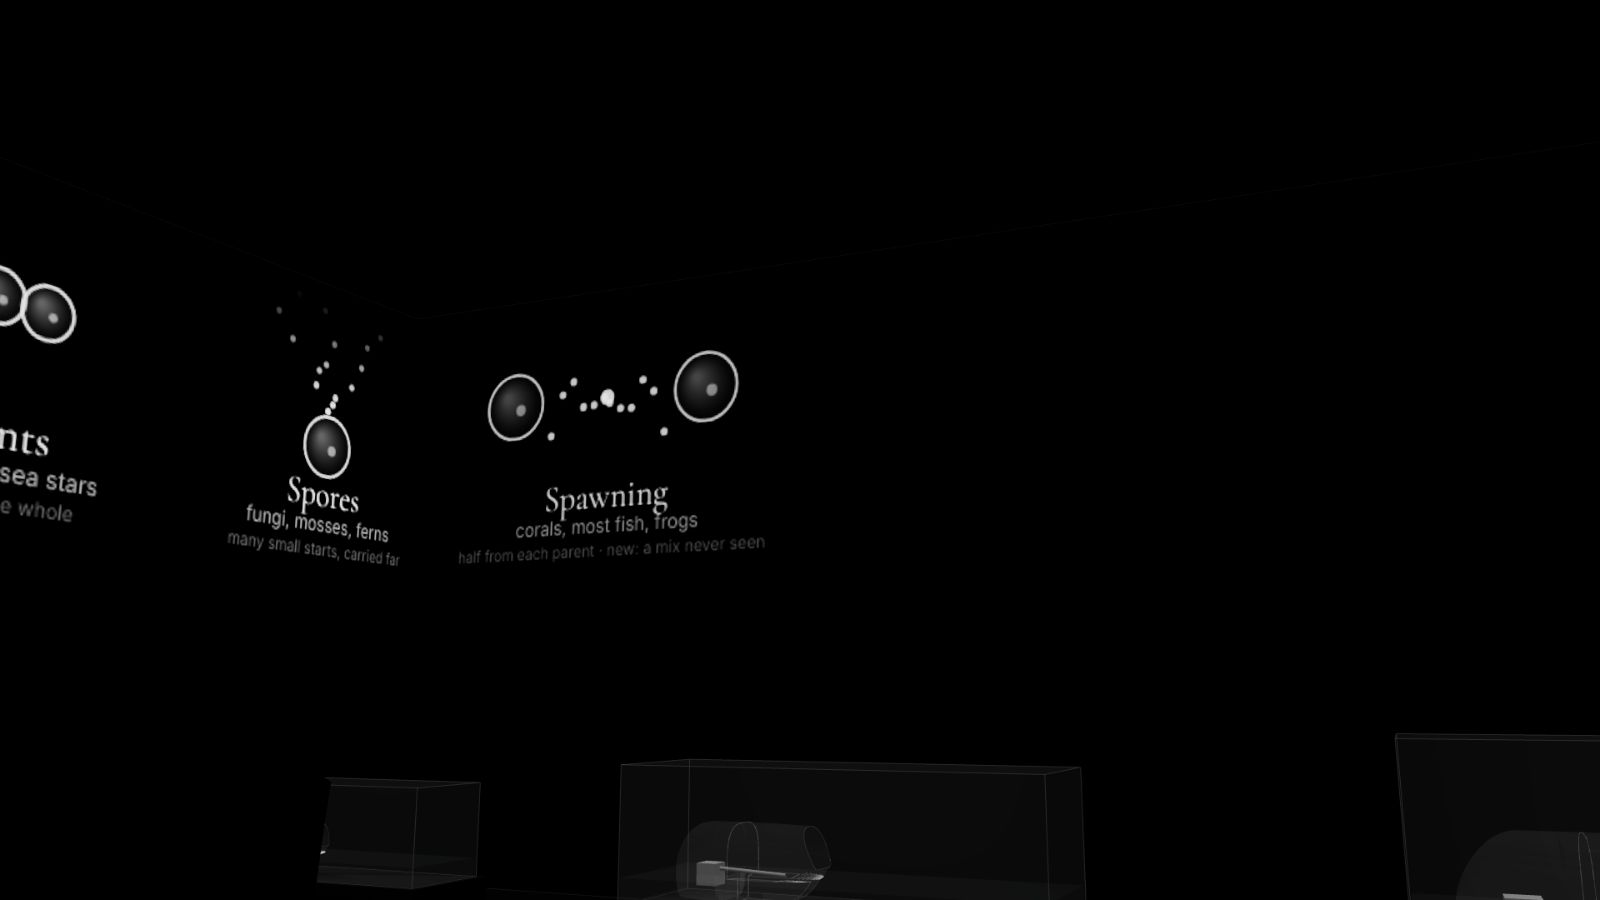 nts
sea stars
e whole
Spores
fungi, mosses, ferns
many small starts, carried far
Spawning
corals, most fish, frogs
half from each parent · new: a mix never seen